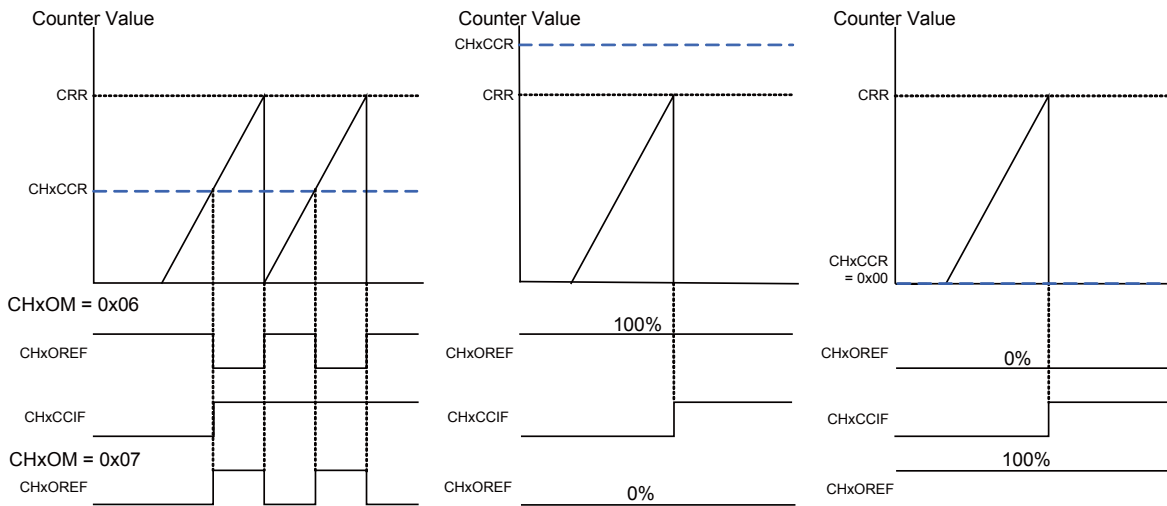 Counter Value
CRR
CHxCCR
CHxOM = 0x06
CHxOREF
CHxCCIF
CHxOM = 0x07
CHxOREF
Counter Value
CHxCCR
CRR
100%
CHxOREF
CHxCCIF
0%
CHxOREF
Counter Value
CRR
CHxCCR
= 0x00
0%
CHxOREF
CHxCCIF
100%
CHxOREF